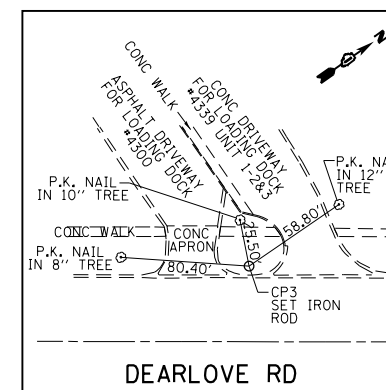 N
CONC WALK
ASPHALT DRIVEWAY
FOR LOADING DOCK
#4300
CONC DRIVEWAY
FOR LOADING DOCK
#4339
UNIT 1-2&3
P.K. NAIL
IN 10'' TREE
P.K. NA
IN 12''
TREE
58.80'
CONC WALK
CONC
APRON
25.50'
P.K. NAIL
IN 8'' TREE
80.40'
CP3
SET IRON
ROD
DEARLOVE RD